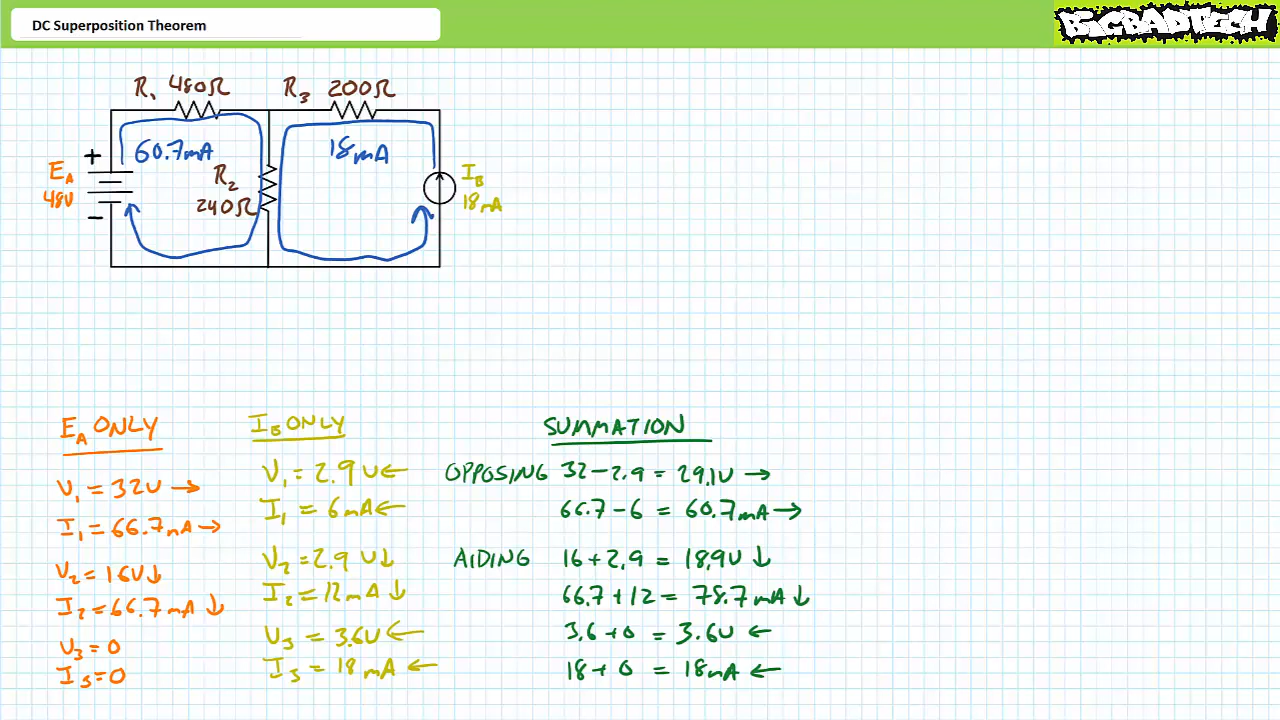 DC Superposition Theorem
BIGBADTECH
R1 480Ω
R3 200Ω
+
60.7mA
18mA
EA
48V
R2
240Ω
IB
18mA
−
EA ONLY
V1 = 32V →
I1 = 66.7mA →
V2 = 16V ↓
I2 = 66.7mA ↓
V3 = 0
I3 = 0
IB ONLY
V1 = 2.9V ←
I1 = 6mA ←
V2 = 2.9V ↓
I2 = 12mA ↓
V3 = 3.6V ←
I3 = 18mA ←
SUMMATION
OPPOSING 32 − 2.9 = 29.1V →
66.7 − 6 = 60.7mA →
AIDING 16 + 2.9 = 18.9V ↓
66.7 + 12 = 78.7mA ↓
3.6 + 0 = 3.6V ←
18 + 0 = 18mA ←